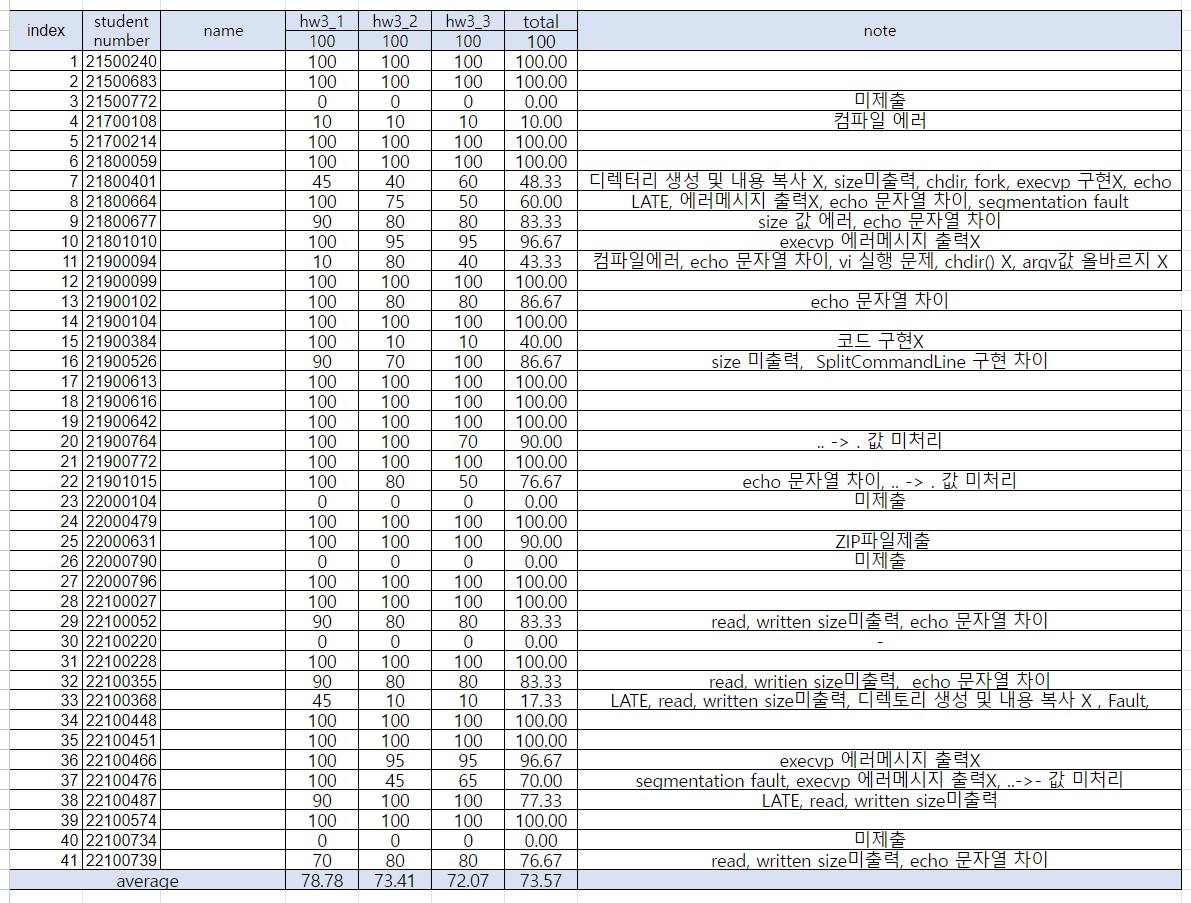 index student number name hw3_1 hw3_2 hw3_3 total note
100 100 100 100
1 21500240 100 100 100 100.00
2 21500683 100 100 100 100.00
3 21500772 0 0 0 0.00 미제출
4 21700108 10 10 10 10.00 컴파일 에러
5 21700214 100 100 100 100.00
6 21800059 100 100 100 100.00
7 21800401 45 40 60 48.33 디렉터리 생성 및 내용 복사 X, size미출력, chdir, fork, execvp 구현X, echo
8 21800664 100 75 50 60.00 LATE, 에러메시지 출력X, echo 문자열 차이, segmentation fault
9 21800677 90 80 80 83.33 size 값 에러, echo 문자열 차이
10 21801010 100 95 95 96.67 execvp 에러메시지 출력X
11 21900094 10 80 40 43.33 컴파일에러, echo 문자열 차이, vi 실행 문제, chdir() X, argv값 올바르지 X
12 21900099 100 100 100 100.00
13 21900102 100 80 80 86.67 echo 문자열 차이
14 21900104 100 100 100 100.00
15 21900384 100 10 10 40.00 코드 구현X
16 21900526 90 70 100 86.67 size 미출력, SplitCommandLine 구현 차이
17 21900613 100 100 100 100.00
18 21900616 100 100 100 100.00
19 21900642 100 100 100 100.00
20 21900764 100 100 70 90.00 .. -> . 값 미처리
21 21900772 100 100 100 100.00
22 21901015 100 80 50 76.67 echo 문자열 차이, .. -> . 값 미처리
23 22000104 0 0 0 0.00 미제출
24 22000479 100 100 100 100.00
25 22000631 100 100 100 90.00 ZIP파일제출
26 22000790 0 0 0 0.00 미제출
27 22000796 100 100 100 100.00
28 22100027 100 100 100 100.00
29 22100052 90 80 80 83.33 read, written size미출력, echo 문자열 차이
30 22100220 0 0 0 0.00 -
31 22100228 100 100 100 100.00
32 22100355 90 80 80 83.33 read, writien size미출력, echo 문자열 차이
33 22100368 45 10 10 17.33 LATE, read, written size미출력, 디렉토리 생성 및 내용 복사 X , Fault,
34 22100448 100 100 100 100.00
35 22100451 100 100 100 100.00
36 22100466 100 95 95 96.67 execvp 에러메시지 출력X
37 22100476 100 45 65 70.00 segmentation fault, execvp 에러메시지 출력X, ..->- 값 미처리
38 22100487 90 100 100 77.33 LATE, read, written size미출력
39 22100574 100 100 100 100.00
40 22100734 0 0 0 0.00 미제출
41 22100739 70 80 80 76.67 read, written size미출력, echo 문자열 차이
average 78.78 73.41 72.07 73.57